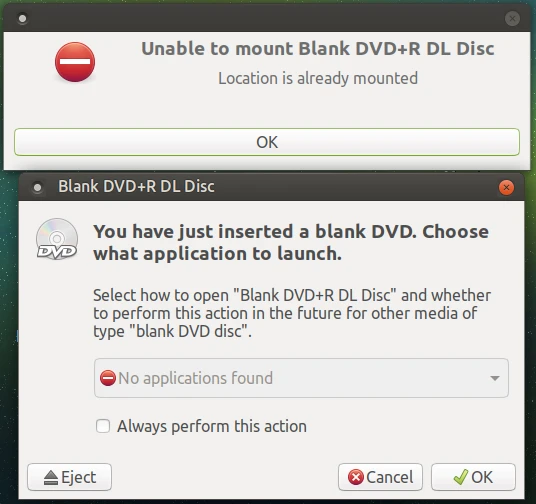 Unable to mount Blank DVD+R DL Disc
Location is already mounted
OK
Blank DVD+R DL Disc
DVD
You have just inserted a blank DVD. Choose
what application to launch.
Select how to open "Blank DVD+R DL Disc" and whether
to perform this action in the future for other media of
type "blank DVD disc".
No applications found
Always perform this action
Eject
Cancel
OK